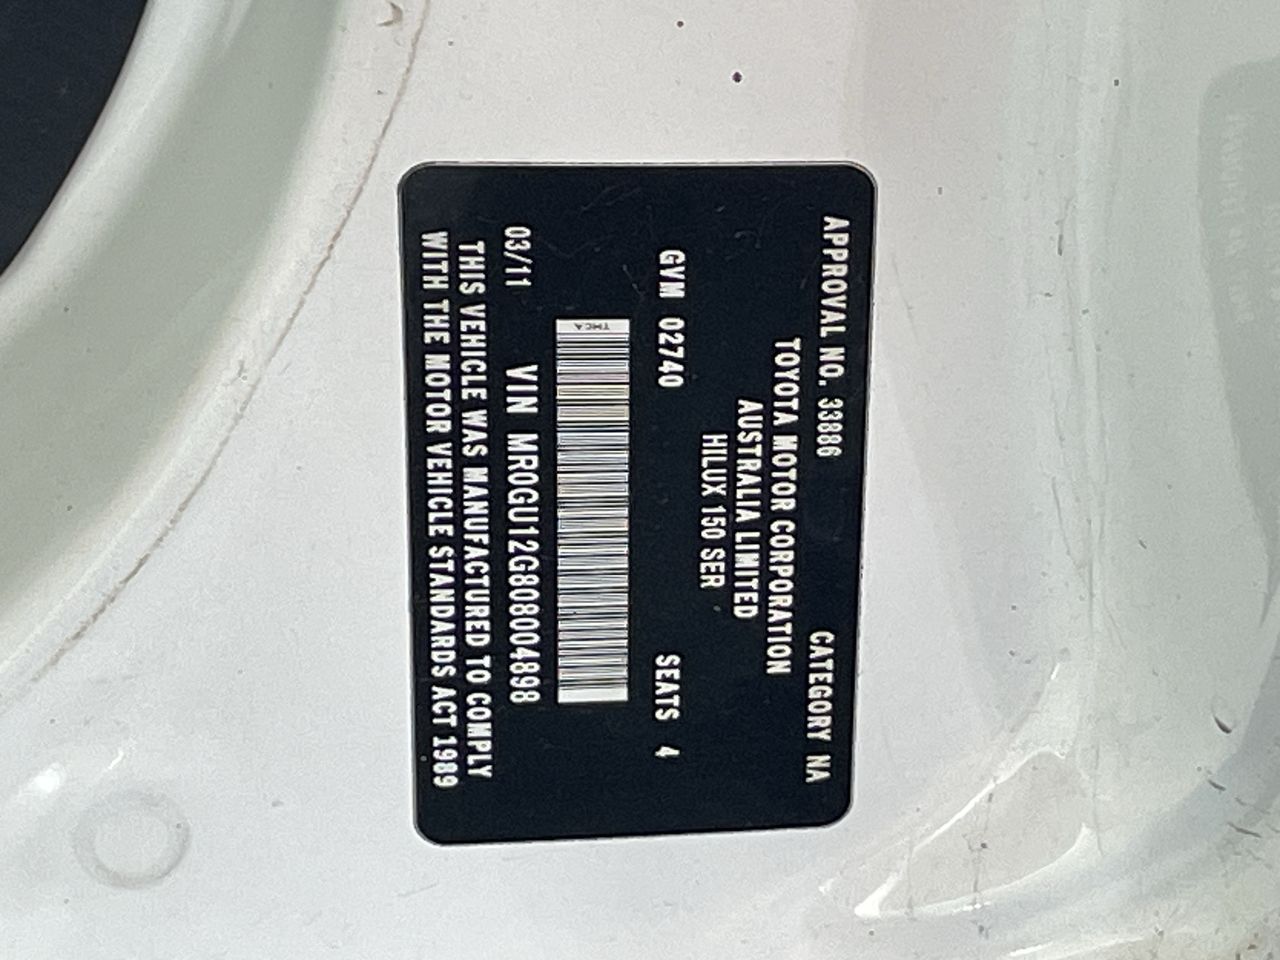 APPROVAL NO. 33886 CATEGORY NA
TOYOTA MOTOR CORPORATION
AUSTRALIA LIMITED
HILUX 150 SER
GVM 02740 SEATS 4
TMCA
03/11 VIN MR0GU12G808004898
THIS VEHICLE WAS MANUFACTURED TO COMPLY
WITH THE MOTOR VEHICLE STANDARDS ACT 1989